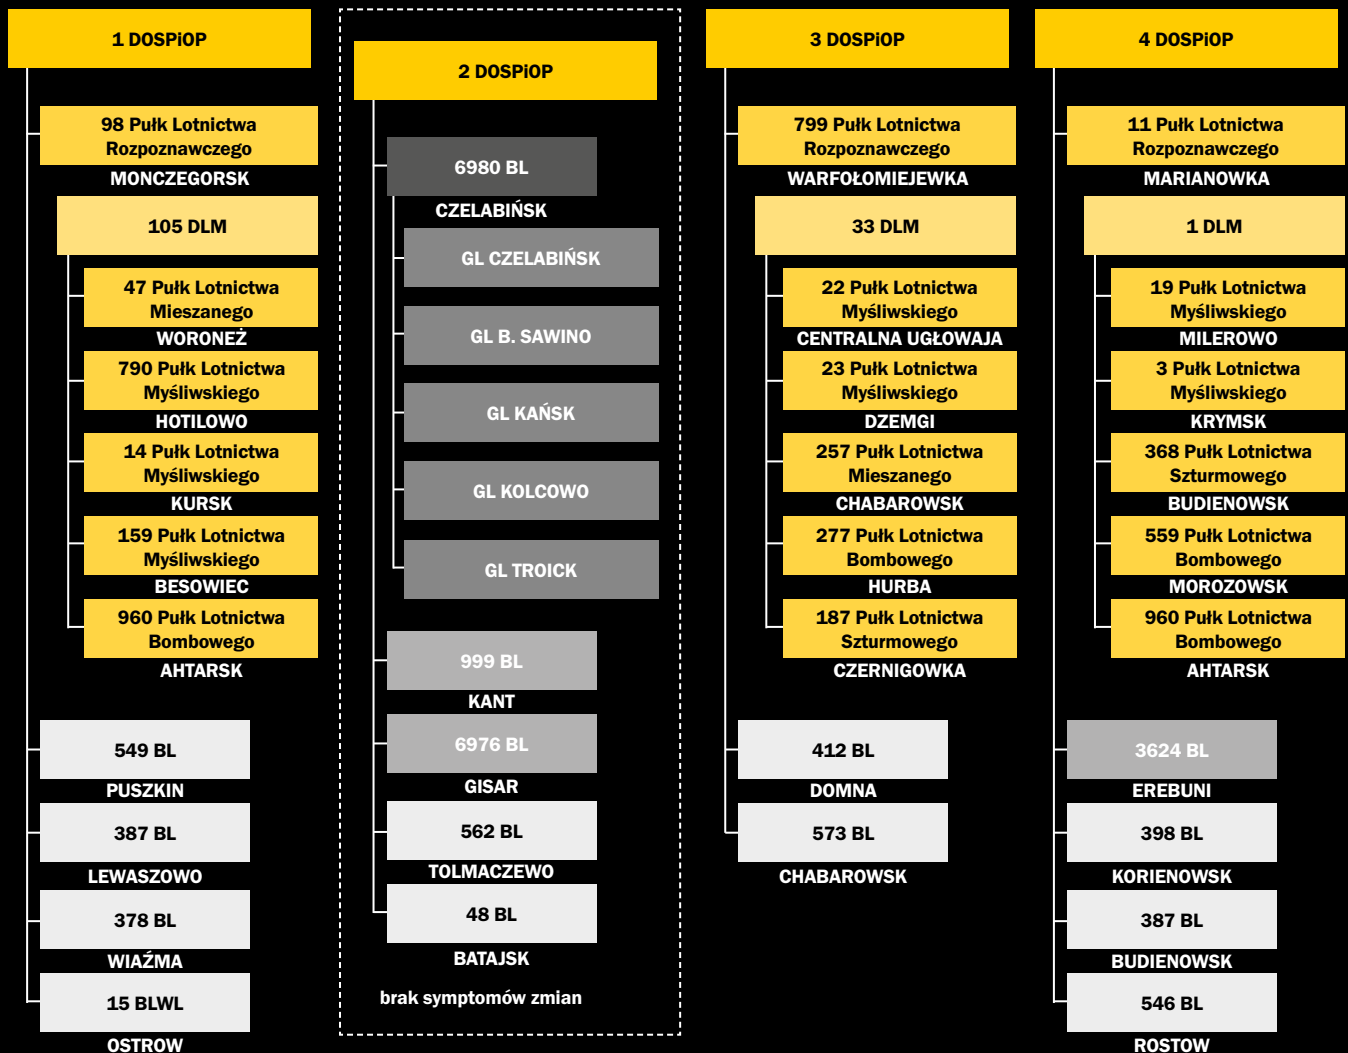 1 DOSPiOP
98 Pułk Lotnictwa
Rozpoznawczego
MONCZEGORSK
105 DLM
47 Pułk Lotnictwa
Mieszanego
WORONEŻ
790 Pułk Lotnictwa
Myśliwskiego
HOTILOWO
14 Pułk Lotnictwa
Myśliwskiego
KURSK
159 Pułk Lotnictwa
Myśliwskiego
BESOWIEC
960 Pułk Lotnictwa
Bombowego
AHTARSK
549 BL
PUSZKIN
387 BL
LEWASZOWO
378 BL
WIAŹMA
15 BLWL
OSTROW
2 DOSPiOP
6980 BL
CZELABIŃSK
GL CZELABIŃSK
GL B. SAWINO
GL KAŃSK
GL KOLCOWO
GL TROICK
999 BL
KANT
6976 BL
GISAR
562 BL
TOLMACZEWO
48 BL
BATAJSK
brak symptomów zmian
3 DOSPiOP
799 Pułk Lotnictwa
Rozpoznawczego
WARFOŁOMIEJEWKA
33 DLM
22 Pułk Lotnictwa
Myśliwskiego
CENTRALNA UGŁOWAJA
23 Pułk Lotnictwa
Myśliwskiego
DZEMGI
257 Pułk Lotnictwa
Mieszanego
CHABAROWSK
277 Pułk Lotnictwa
Bombowego
HURBA
187 Pułk Lotnictwa
Szturmowego
CZERNIGOWKA
412 BL
DOMNA
573 BL
CHABAROWSK
4 DOSPiOP
11 Pułk Lotnictwa
Rozpoznawczego
MARIANOWKA
1 DLM
19 Pułk Lotnictwa
Myśliwskiego
MILEROWO
3 Pułk Lotnictwa
Myśliwskiego
KRYMSK
368 Pułk Lotnictwa
Szturmowego
BUDIENOWSK
559 Pułk Lotnictwa
Bombowego
MOROZOWSK
960 Pułk Lotnictwa
Bombowego
AHTARSK
3624 BL
EREBUNI
398 BL
KORIENOWSK
387 BL
BUDIENOWSK
546 BL
ROSTOW